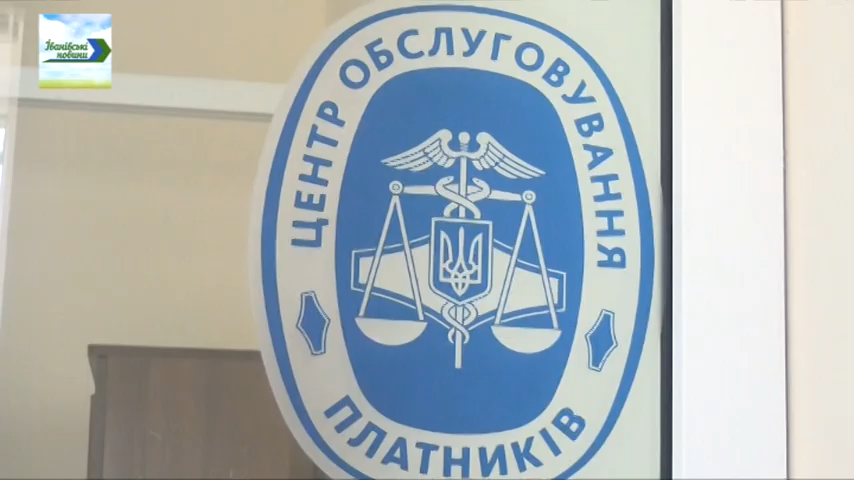 Іванівські
новини
ЦЕНТР ОБСЛУГОВУВАННЯ
ПЛАТНИКІВ